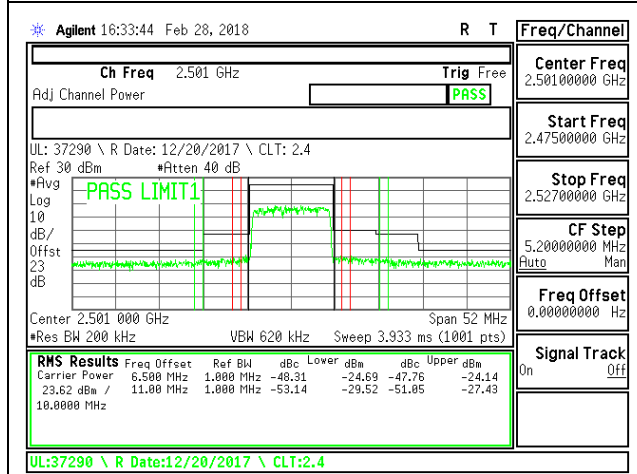 Agilent 16:33:44 Feb 28, 2018 R T
Freq/Channel
Ch Freq 2.501 GHz Trig Free
Adj Channel Power PASS
UL: 37290 \ R Date: 12/20/2017 \ CLT: 2.4
Ref 30 dBm #Atten 40 dB
#Avg
Log
10
dB/
Offst
23
dB
PASS LIMIT1
Center 2.501 000 GHz Span 52 MHz
#Res BW 200 kHz VBW 620 kHz Sweep 3.933 ms (1001 pts)
RMS Results Freq Offset Ref BW dBc Lower dBm dBc Upper dBm
Carrier Power 6.500 MHz 1.000 MHz -48.31 -24.69 -47.76 -24.14
23.62 dBm / 11.00 MHz 1.000 MHz -53.14 -29.52 -51.05 -27.43
10.0000 MHz
UL:37290 \ R Date:12/20/2017 \ CLT:2.4
Center Freq
2.50100000 GHz
Start Freq
2.47500000 GHz
Stop Freq
2.52700000 GHz
CF Step
5.20000000 MHz
Auto Man
Freq Offset
0.00000000 Hz
Signal Track
On Off